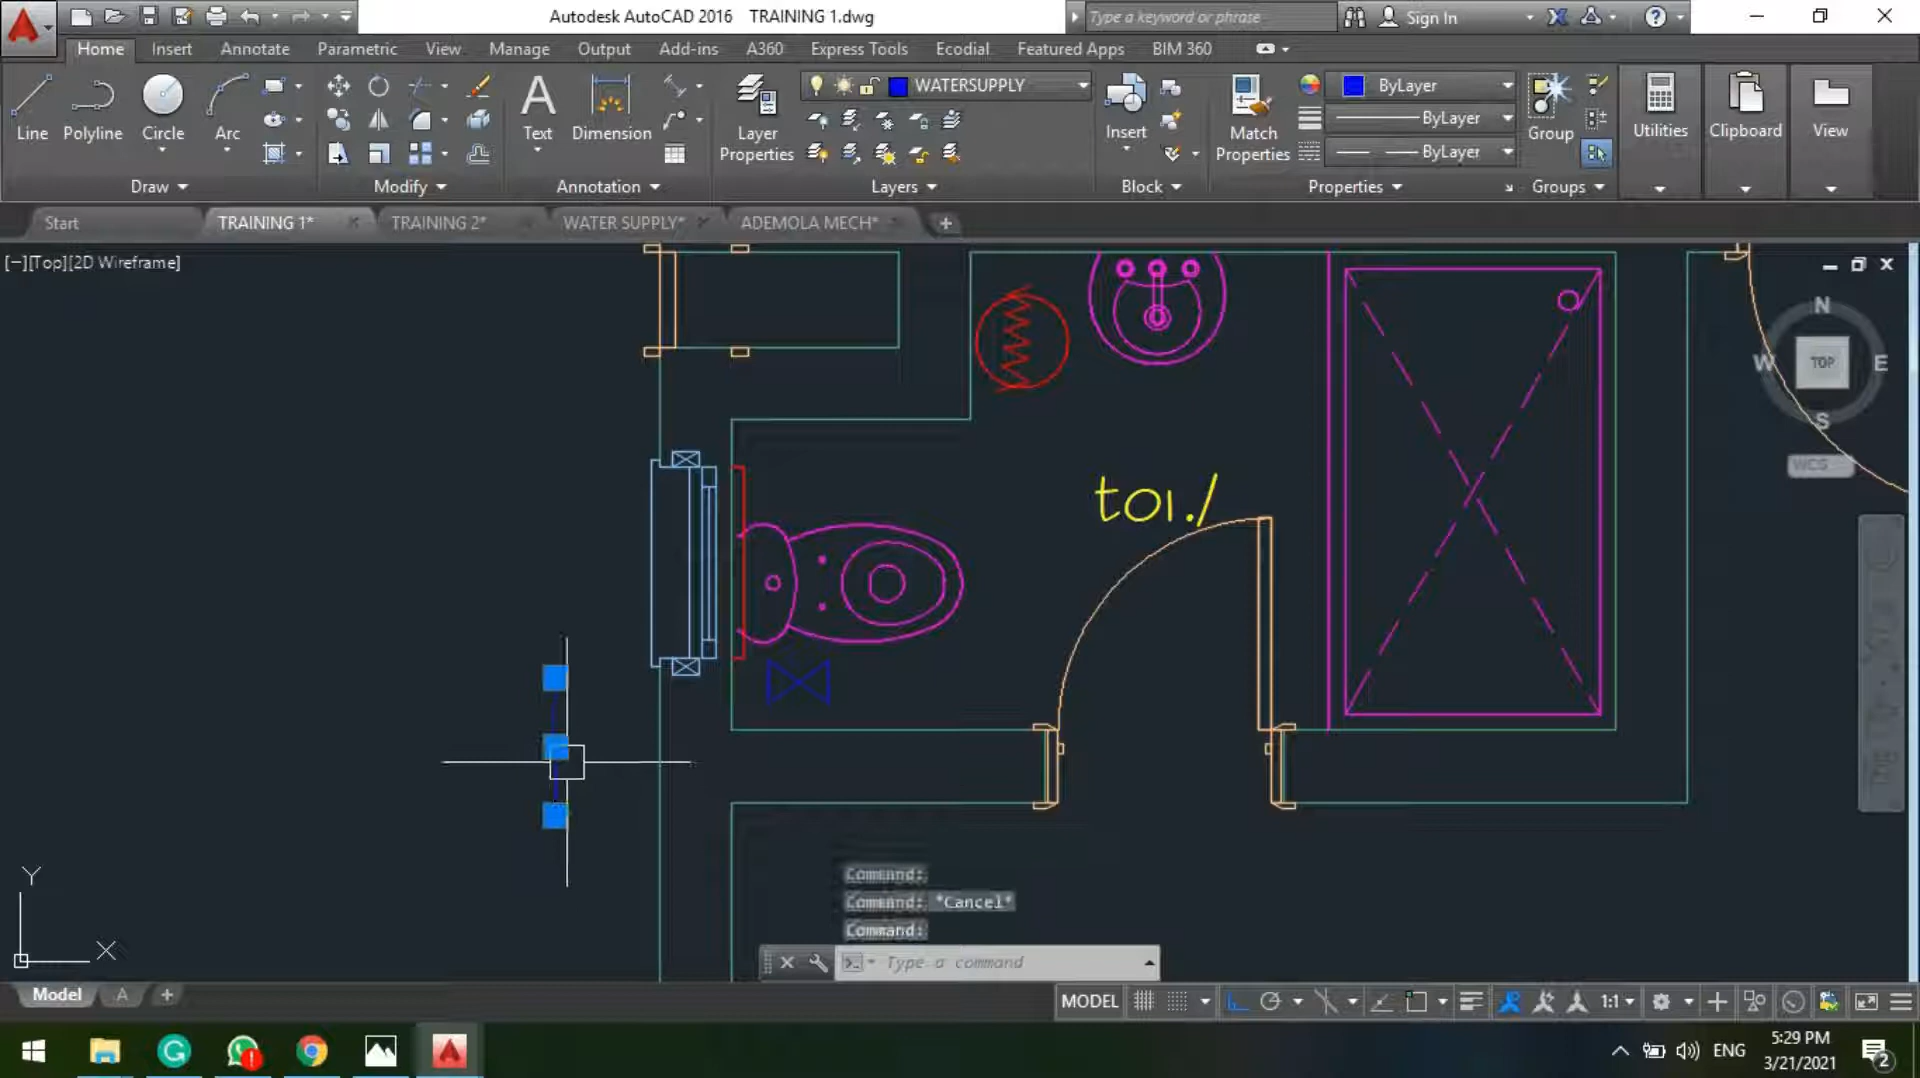 Autodesk AutoCAD 2016 TRAINING 1.dwg
Type a keyword or phrase
Sign In
Home Insert Annotate Parametric View Manage Output Add-ins A360 Express Tools Ecodial Featured Apps BIM 360
WATERSUPPLY
ByLayer
Line Polyline Circle Arc
Text Dimension
Layer Properties
Insert
Match Properties
ByLayer
ByLayer
Group
Utilities Clipboard View
Draw Modify Annotation Layers Block Properties Groups
Start TRAINING 1* TRAINING 2* WATER SUPPLY* ADEMOLA MECH*
[−][Top][2D Wireframe]
N
W TOP E
S
WCS
toi./
Command:
Command: *Cancel*
Command:
Type a command
Y
X
Model A
MODEL 1:1
5:29 PM
ENG
3/21/2021
2